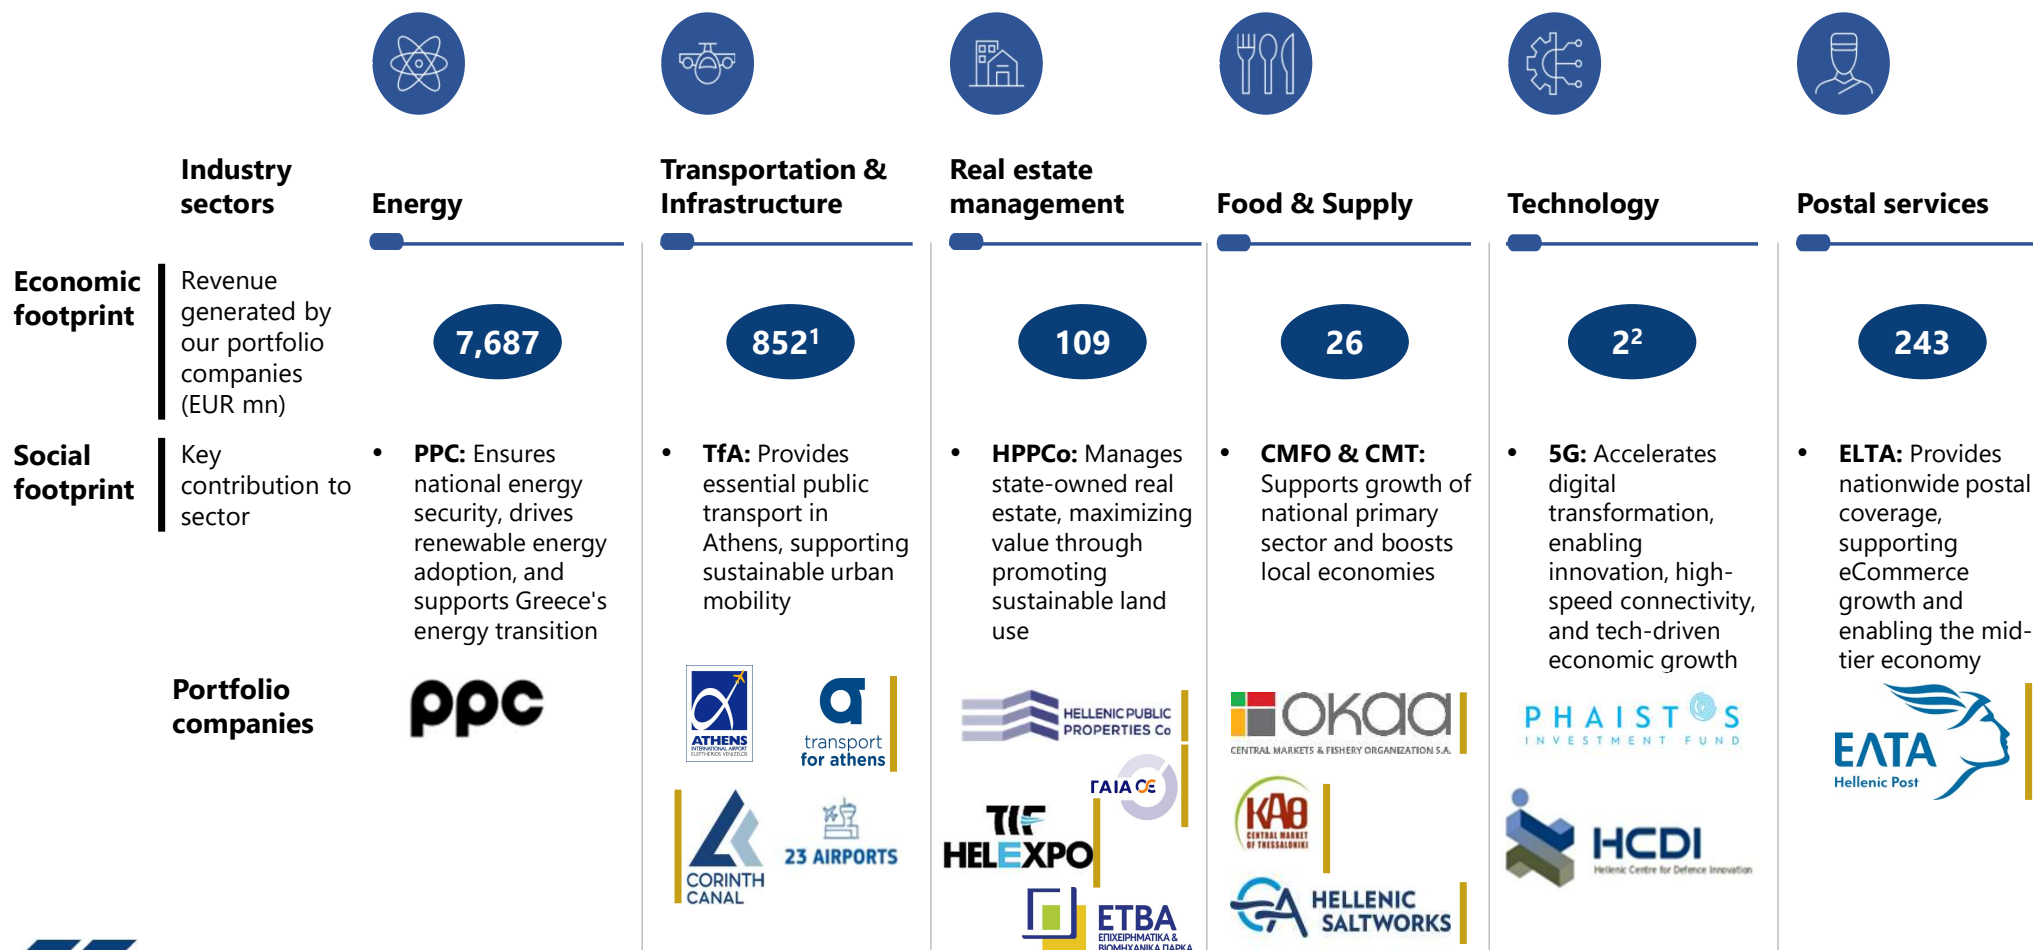 Industry
sectors
Energy
Transportation &
Infrastructure
Real estate
management
Food & Supply
Technology
Postal services
Economic
footprint
Revenue
generated by
our portfolio
companies
(EUR mn)
7,687
852¹
109
26
2²
243
Social
footprint
Key
contribution to
sector
• PPC: Ensures
national energy
security, drives
renewable energy
adoption, and
supports Greece's
energy transition
• TfA: Provides
essential public
transport in
Athens, supporting
sustainable urban
mobility
• HPPCo: Manages
state-owned real
estate, maximizing
value through
promoting
sustainable land
use
• CMFO & CMT:
Supports growth of
national primary
sector and boosts
local economies
• 5G: Accelerates
digital
transformation,
enabling
innovation, high-
speed connectivity,
and tech-driven
economic growth
• ELTA: Provides
nationwide postal
coverage,
supporting
eCommerce
growth and
enabling the mid-
tier economy
Portfolio
companies
ppc
ATHENS
INTERNATIONAL AIRPORT
ELEFTHERIOS VENIZELOS
transport
for athens
CORINTH
CANAL
23 AIRPORTS
HELLENIC PUBLIC
PROPERTIES Co
ΓΑΙΑ ΟΣΕ
TIF
HELEXPO
ETBA
ΕΠΙΧΕΙΡΗΜΑΤΙΚΑ &
ΒΙΟΜΗΧΑΝΙΚΑ ΠΑΡΚΑ
OKAA
CENTRAL MARKETS & FISHERY ORGANIZATION S.A.
ΚΑΘ
CENTRAL MARKET
OF THESSALONIKI
HELLENIC
SALTWORKS
PHAISTOS
INVESTMENT FUND
HCDI
Hellenic Centre for Defence Innovation
ΕΛΤΑ
Hellenic Post